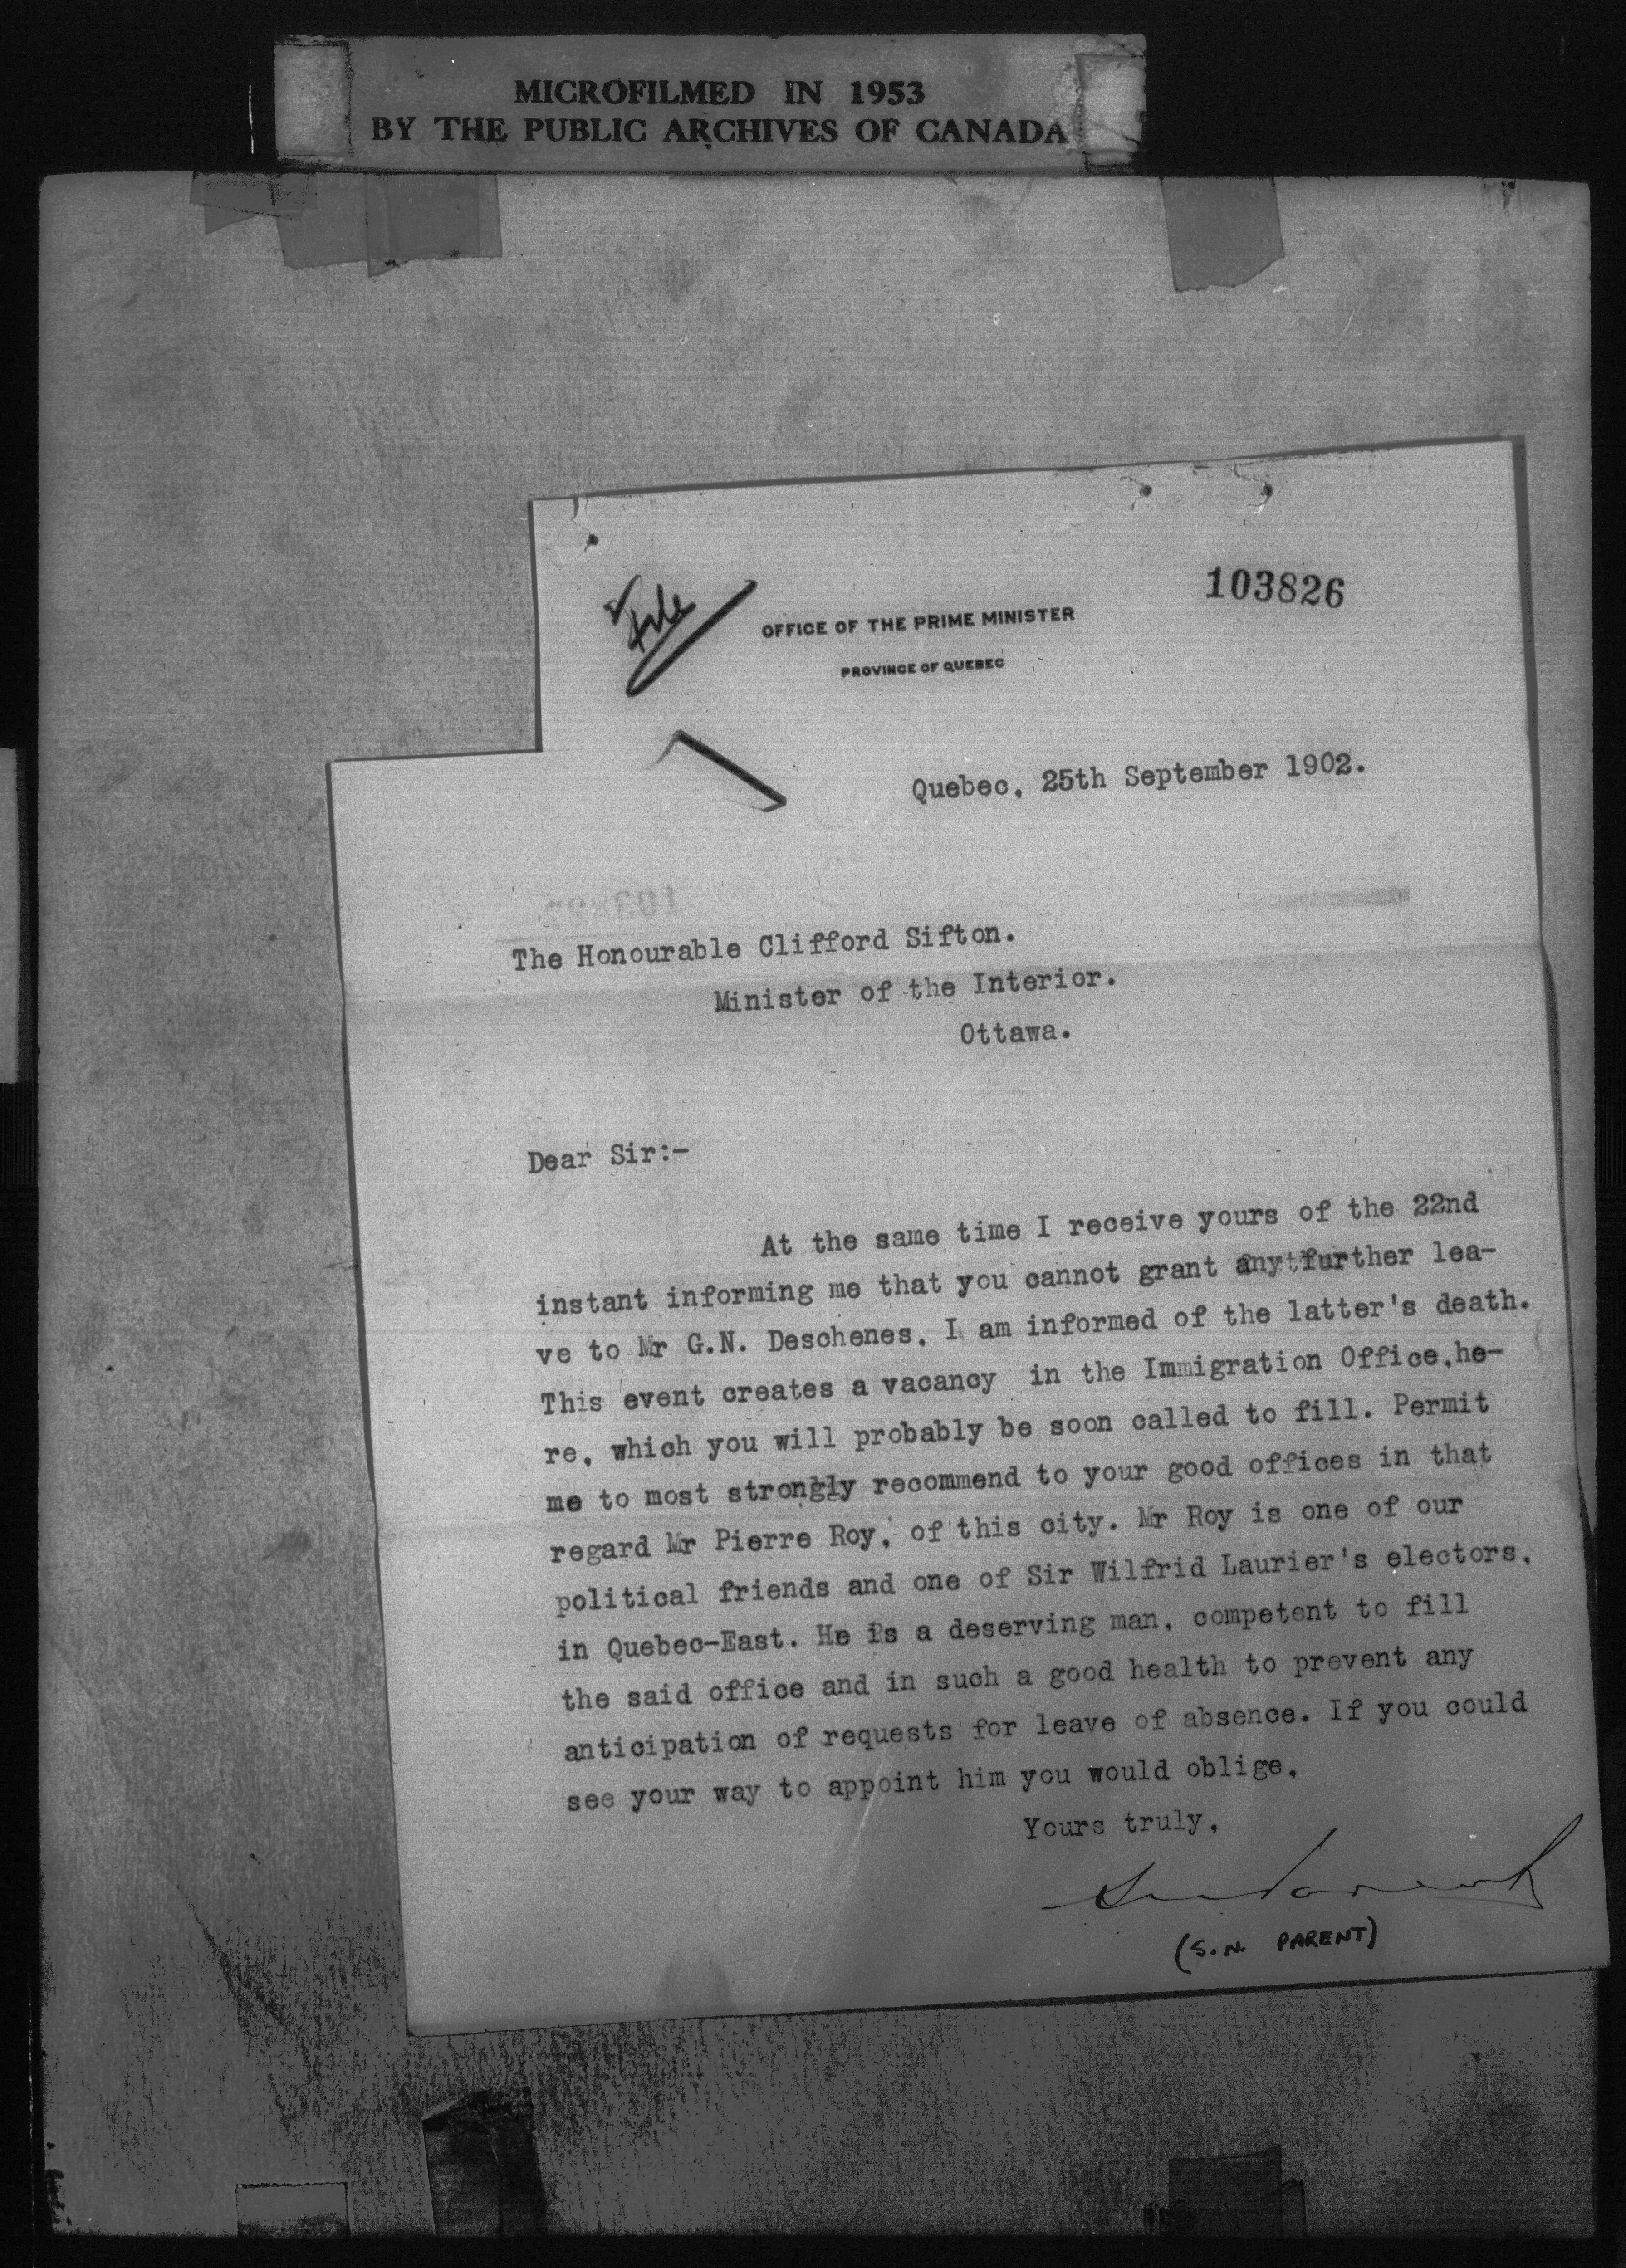 MICROFILMED IN 1953
BY THE PUBLIC ARCHIVES OF CANADA
103826
File
OFFICE OF THE PRIME MINISTER
PROVINCE OF QUEBEC
Quebec, 25th September 1902.
The Honourable Clifford Sifton.
Minister of the Interior.
Ottawa.
Dear Sir:-
At the same time I receive yours of the 22nd
instant informing me that you cannot grant any further lea-
ve to Mr G.N. Deschenes, I am informed of the latter's death.
This event creates a vacancy in the Immigration Office,he-
re, which you will probably be soon called to fill. Permit
me to most strongly recommend to your good offices in that
regard Mr Pierre Roy, of this city. Mr Roy is one of our
political friends and one of Sir Wilfrid Laurier's electors,
in Quebec-East. He is a deserving man, competent to fill
the said office and in such a good health to prevent any
anticipation of requests for leave of absence. If you could
see your way to appoint him you would oblige,
Yours truly,
S. N. Parent
(S.N. PARENT)